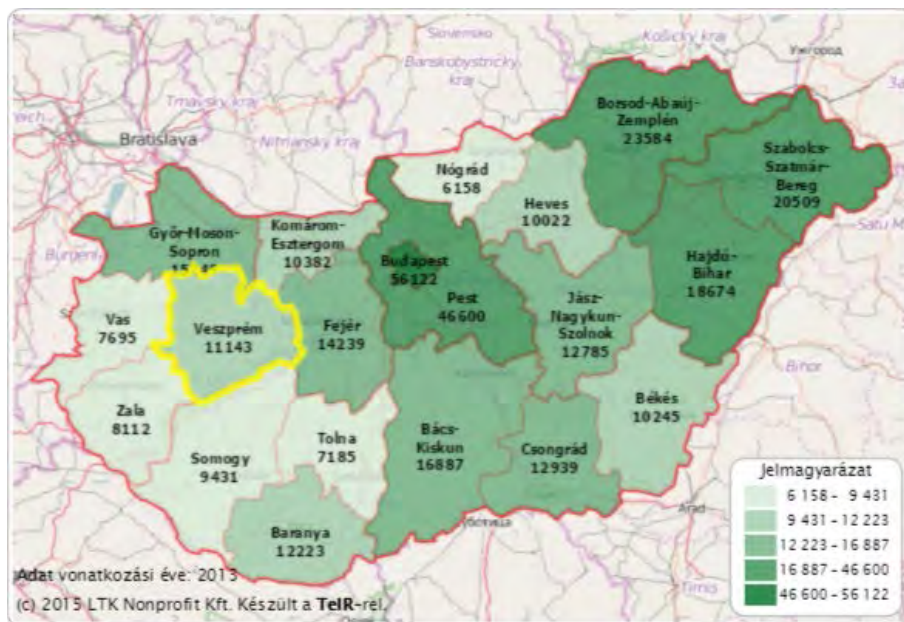 Slovensko
Košický kraj
Ужгород
Banskobystrický
kraj
Trnavský kraj
Bratislava
Nitriansky kraj
Borsod-Abaúj-
Zemplén
23584
Szabolcs-
Szatmár-
Bereg
20509
Nógrád
6158
Heves
10022
Győr-Moson-
Sopron
Komárom-
Esztergom
10382
Budapest
56122
Pest
46600
Hajdú-
Bihar
18674
Satu M
Jász-
Nagykun-
Szolnok
12785
Vas
7695
Veszprém
11143
Fejér
14239
Bihor
Zala
8112
Békés
10245
Somogy
9431
Tolna
7185
Bács-
Kiskun
16887
Csongrád
12939
Baranya
12223
Arad
Timiș
Jelmagyarázat
6 158 - 9 431
9 431 - 12 223
12 223 - 16 887
16 887 - 46 600
46 600 - 56 122
Adat vonatkozási éve: 2013
(c) 2015 LTK Nonprofit Kft. Készült a TeIR-rel.